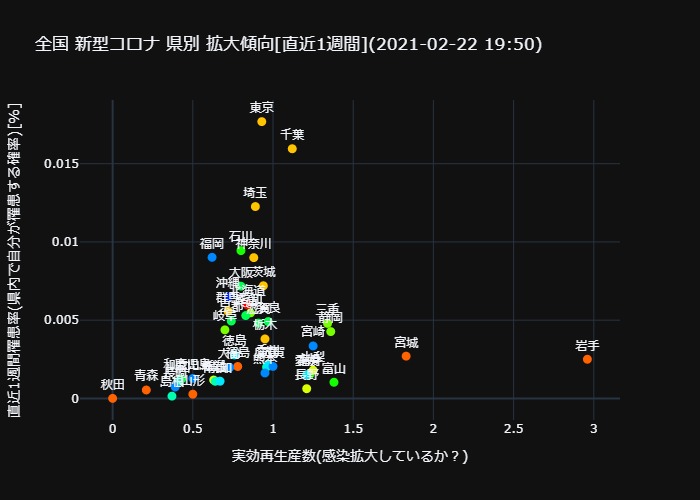 全国 新型コロナ 県別 拡大傾向[直近1週間](2021-02-22 19:50)
直近1週間罹患率(県内で自分が罹患する確率)[%]
東京
千葉
0.015
埼玉
石川
福岡
神奈川
0.01
大阪
茨城
沖縄
群馬
岐阜
0.005
栃木
三重
静岡
宮崎
徳島
宮城
岩手
富山
長野
青森
秋田
島根
山形
0
0
0.5
1
1.5
2
2.5
3
実効再生産数(感染拡大しているか？)